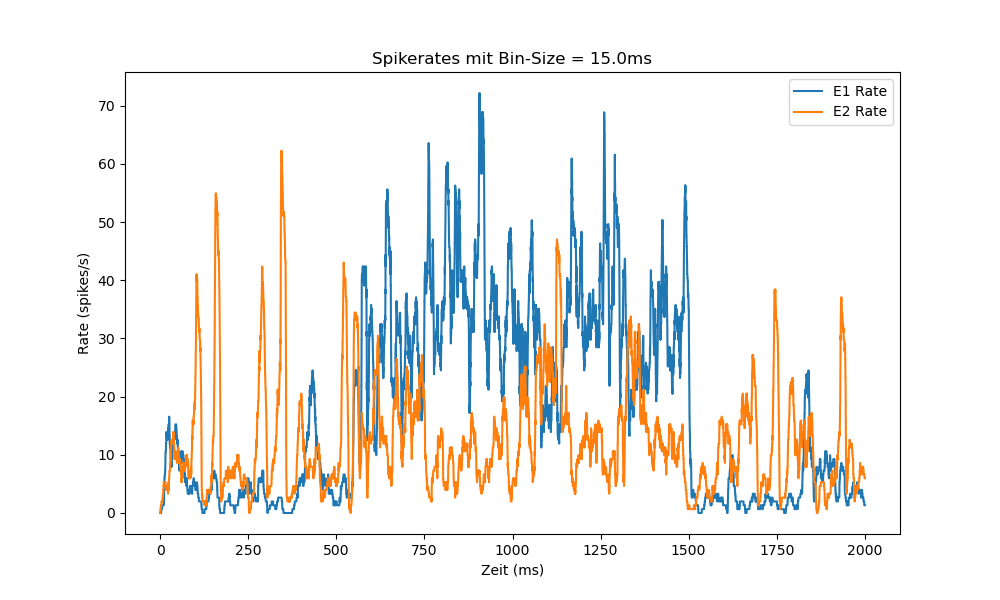 Spikerates mit Bin-Size = 15.0ms
E1 Rate
E2 Rate
70
60
50
40
30
20
10
0
Rate (spikes/s)
0 250 500 750 1000 1250 1500 1750 2000
Zeit (ms)